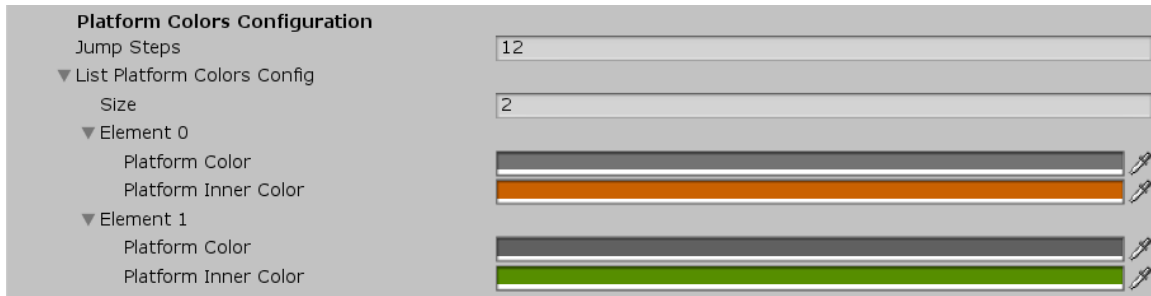 Platform Colors Configuration
Jump Steps 12
List Platform Colors Config
Size 2
Element 0
Platform Color
Platform Inner Color
Element 1
Platform Color
Platform Inner Color